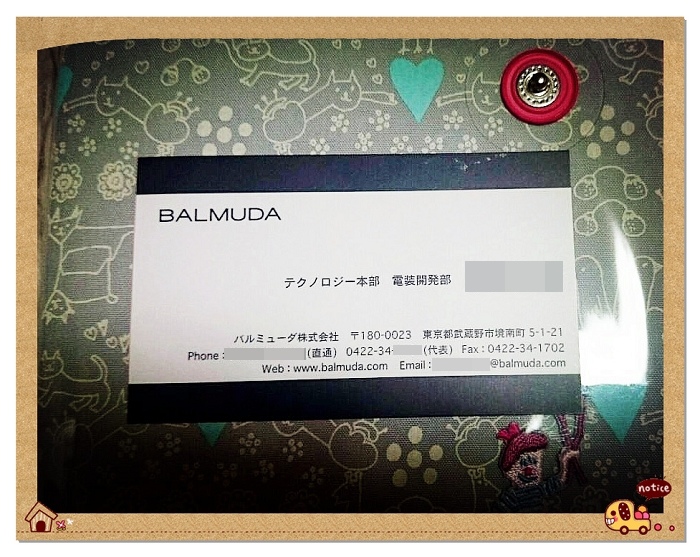 BALMUDA
テクノロジー本部 電装開発部
バルミューダ株式会社 〒180-0023 東京都武蔵野市境南町 5-1-21
Phone : (直通) 0422-34- (代表) Fax : 0422-34-1702
Web : www.balmuda.com Email : @balmuda.com
notice